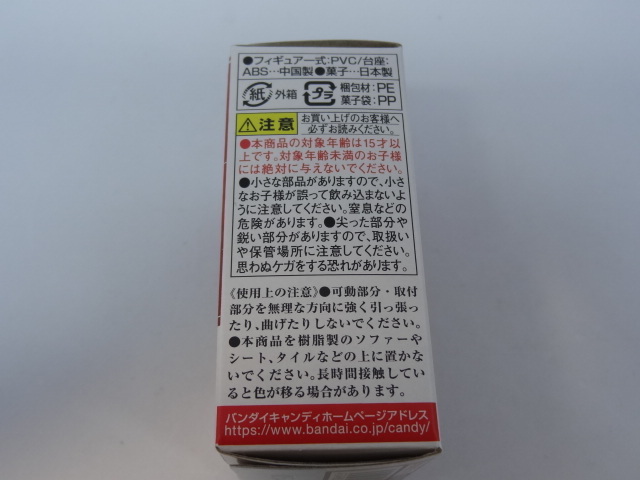 ●フィギュア一式:PVC/台座:
ABS…中国製●菓子…日本製
紙 外箱 プラ 梱包材:PE
菓子袋:PP
注意 お買い上げのお客様へ
必ずお読みください。
●本商品の対象年齢は15才以
上です。対象年齢未満のお子様
には絶対に与えないでください。
●小さな部品がありますので、小さ
なお子様が誤って飲み込まないよ
うに注意してください。窒息などの
危険があります。●尖った部分や
鋭い部分がありますので、取扱い
や保管場所に注意してください。
思わぬケガをする恐れがあります。
《使用上の注意》●可動部分・取付
部分を無理な方向に強く引っ張っ
たり、曲げたりしないでください。
●本商品を樹脂製のソファーや
シート、タイルなどの上に置かな
いでください。長時間接触してい
ると色が移る場合があります。
バンダイキャンディホームページアドレス
https://www.bandai.co.jp/candy/